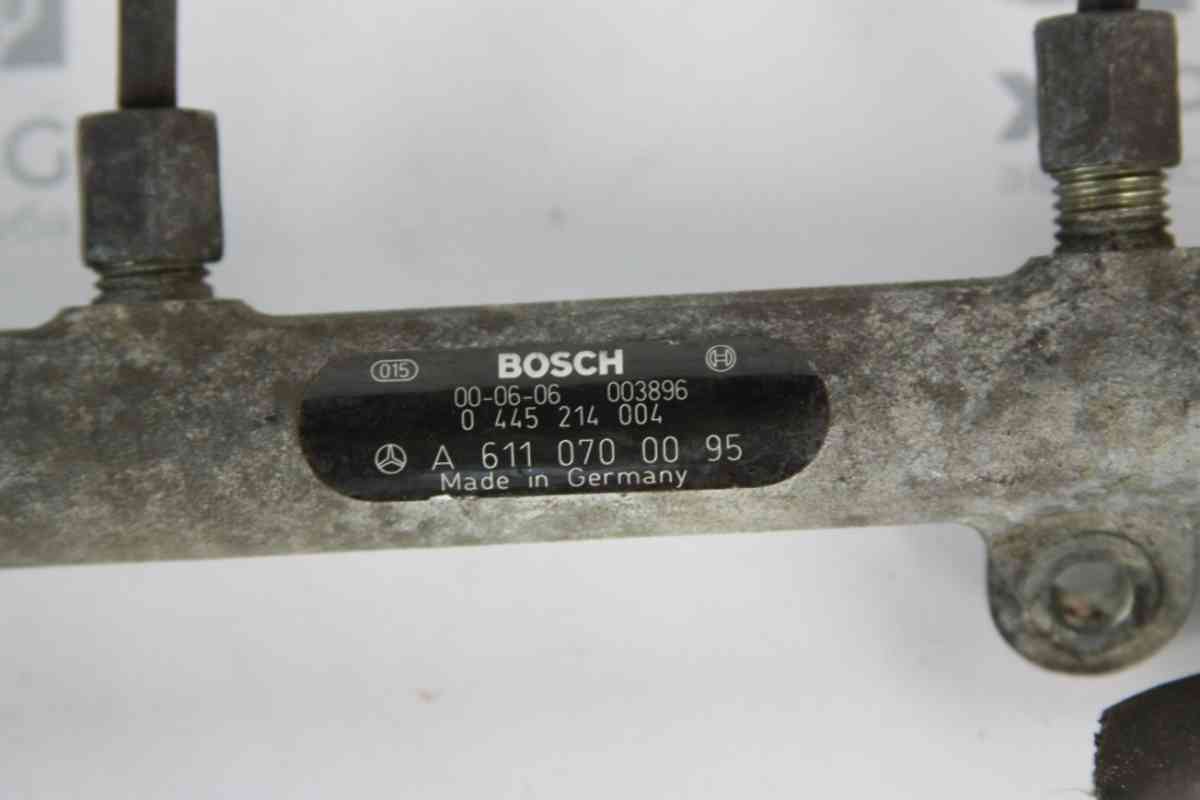 015 BOSCH
00-06-06 003896
0 445 214 004
A 611 070 00 95
Made in Germany
G